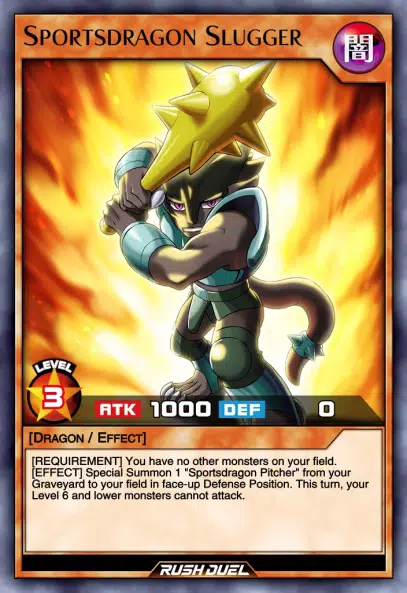 SPORTSDRAGON SLUGGER
闇
LEVEL
3
ATK 1000 DEF 0
[DRAGON / EFFECT]
[REQUIREMENT] You have no other monsters on your field.
[EFFECT] Special Summon 1 "Sportsdragon Pitcher" from your
Graveyard to your field in face-up Defense Position. This turn, your
Level 6 and lower monsters cannot attack.
RUSH DUEL